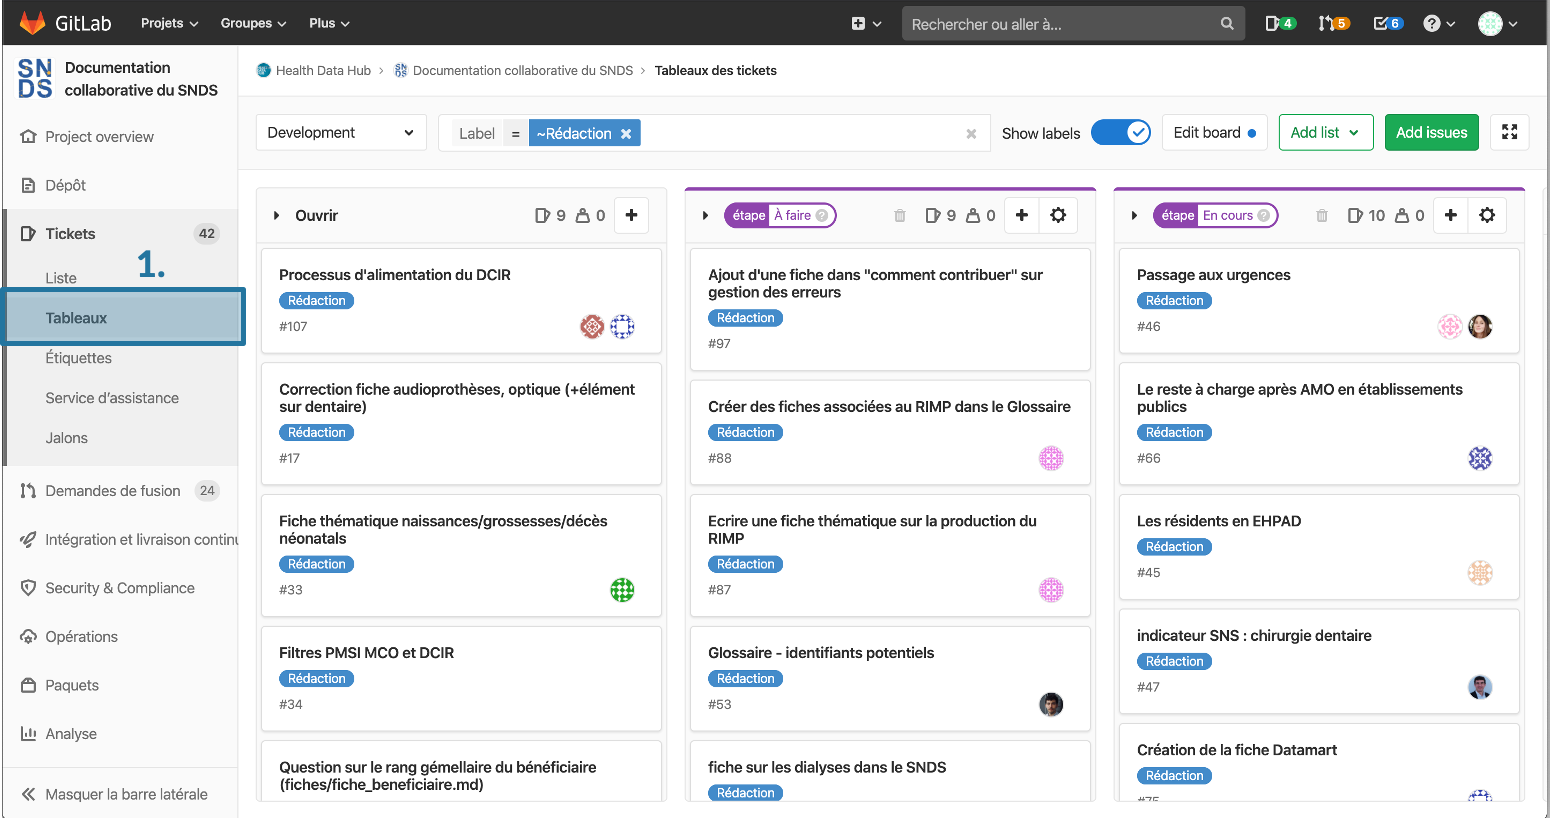 GitLab
Projets
Groupes
Plus
Rechercher ou aller à...
4
5
6
SNDS
Documentation
collaborative du SNDS
Project overview
Dépôt
Tickets 42
1.
Liste
Tableaux
Étiquettes
Service d'assistance
Jalons
Demandes de fusion 24
Intégration et livraison continu
Security & Compliance
Opérations
Paquets
Analyse
Masquer la barre latérale
Health Data Hub › Documentation collaborative du SNDS › Tableaux des tickets
Development
Label = ~Rédaction
Show labels
Edit board
Add list
Add issues
Ouvrir 9 0
Processus d'alimentation du DCIR
Rédaction
#107
Correction fiche audioprothèses, optique (+élément
sur dentaire)
Rédaction
#17
Fiche thématique naissances/grossesses/décès
néonatals
Rédaction
#33
Filtres PMSI MCO et DCIR
Rédaction
#34
Question sur le rang gémellaire du bénéficiaire
(fiches/fiche_beneficiaire.md)
étape À faire ? 9 0
Ajout d'une fiche dans "comment contribuer" sur
gestion des erreurs
Rédaction
#97
Créer des fiches associées au RIMP dans le Glossaire
Rédaction
#88
Ecrire une fiche thématique sur la production du
RIMP
Rédaction
#87
Glossaire - identifiants potentiels
Rédaction
#53
fiche sur les dialyses dans le SNDS
Rédaction
étape En cours ? 10 0
Passage aux urgences
Rédaction
#46
Le reste à charge après AMO en établissements
publics
Rédaction
#66
Les résidents en EHPAD
Rédaction
#45
indicateur SNS : chirurgie dentaire
Rédaction
#47
Création de la fiche Datamart
Rédaction
#75